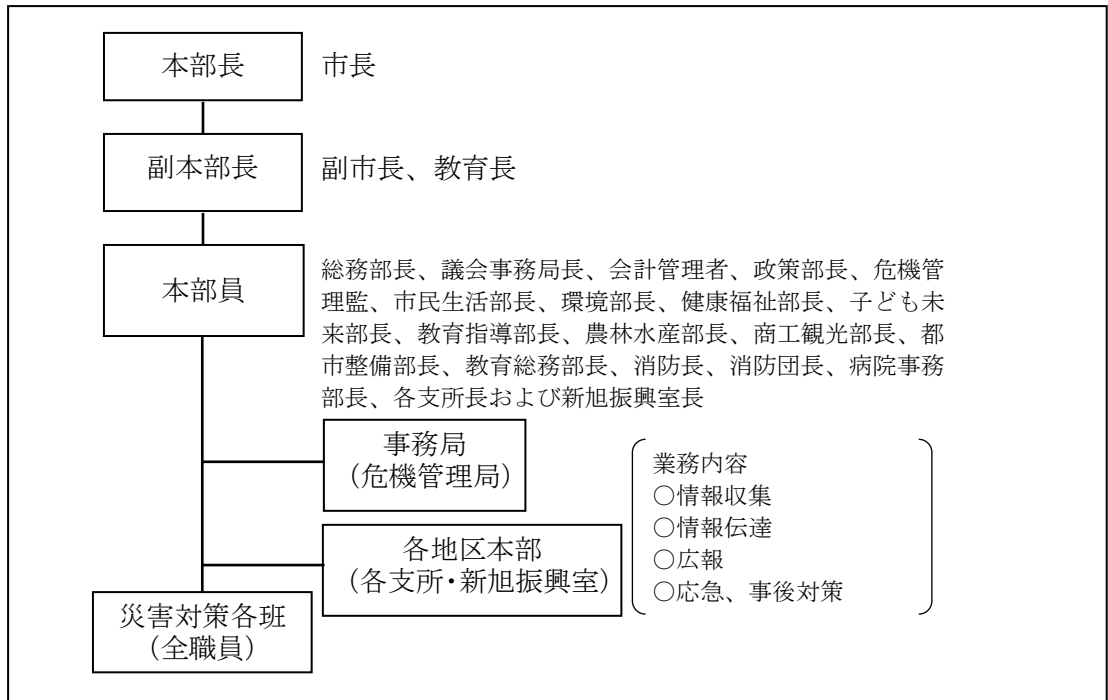 本部長
市長
副本部長
副市長、教育長
本部員
総務部長、議会事務局長、会計管理者、政策部長、危機管
理監、市民生活部長、環境部長、健康福祉部長、子ども未
来部長、教育指導部長、農林水産部長、商工観光部長、都
市整備部長、教育総務部長、消防長、消防団長、病院事務
部長、各支所長および新旭振興室長
事務局
（危機管理局）
各地区本部
（各支所・新旭振興室）
業務内容
○情報収集
○情報伝達
○広報
○応急、事後対策
災害対策各班
（全職員）